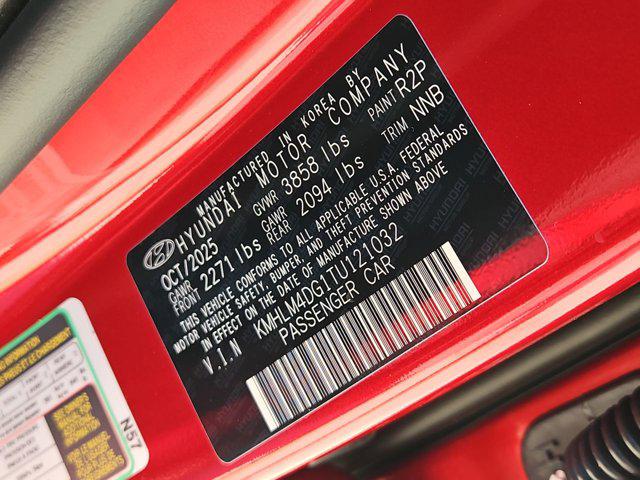 MANUFACTURED IN KOREA BY
HYUNDAI MOTOR COMPANY
OCT/2025 GVWR 3858 lbs PAINT R2P
GAWR FRONT 2271 lbs GAWR REAR 2094 lbs TRIM NNB
THIS VEHICLE CONFORMS TO ALL APPLICABLE U.S.A. FEDERAL
MOTOR VEHICLE SAFETY, BUMPER, AND THEFT PREVENTION STANDARDS
IN EFFECT ON THE DATE OF MANUFACTURE SHOWN ABOVE
V.I.N KMHLM4DG1TU121032
PASSENGER CAR
N57